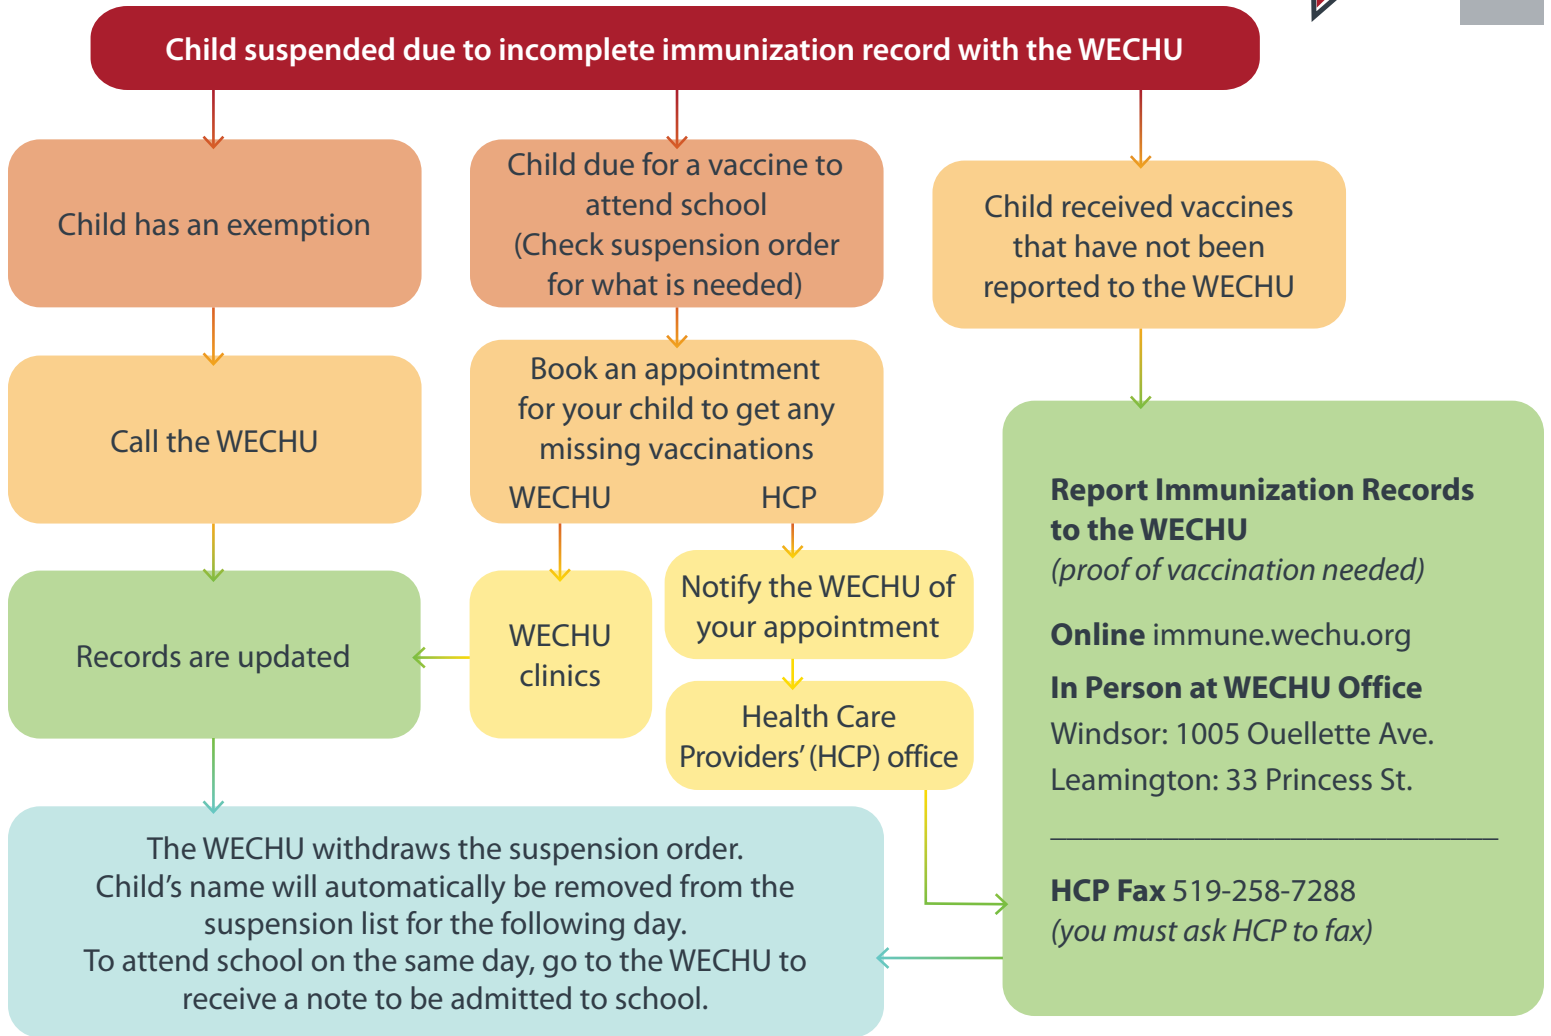 Child suspended due to incomplete immunization record with the WECHU
Child has an exemption
Call the WECHU
Records are updated
Child due for a vaccine to
attend school
(Check suspension order
for what is needed)
Book an appointment
for your child to get any
missing vaccinations
WECHU HCP
WECHU
clinics
Notify the WECHU of
your appointment
Health Care
Providers’ (HCP) office
Child received vaccines
that have not been
reported to the WECHU
Report Immunization Records
to the WECHU
(proof of vaccination needed)
Online immune.wechu.org
In Person at WECHU Office
Windsor: 1005 Ouellette Ave.
Leamington: 33 Princess St.
HCP Fax 519-258-7288
(you must ask HCP to fax)
The WECHU withdraws the suspension order.
Child’s name will automatically be removed from the
suspension list for the following day.
To attend school on the same day, go to the WECHU to
receive a note to be admitted to school.